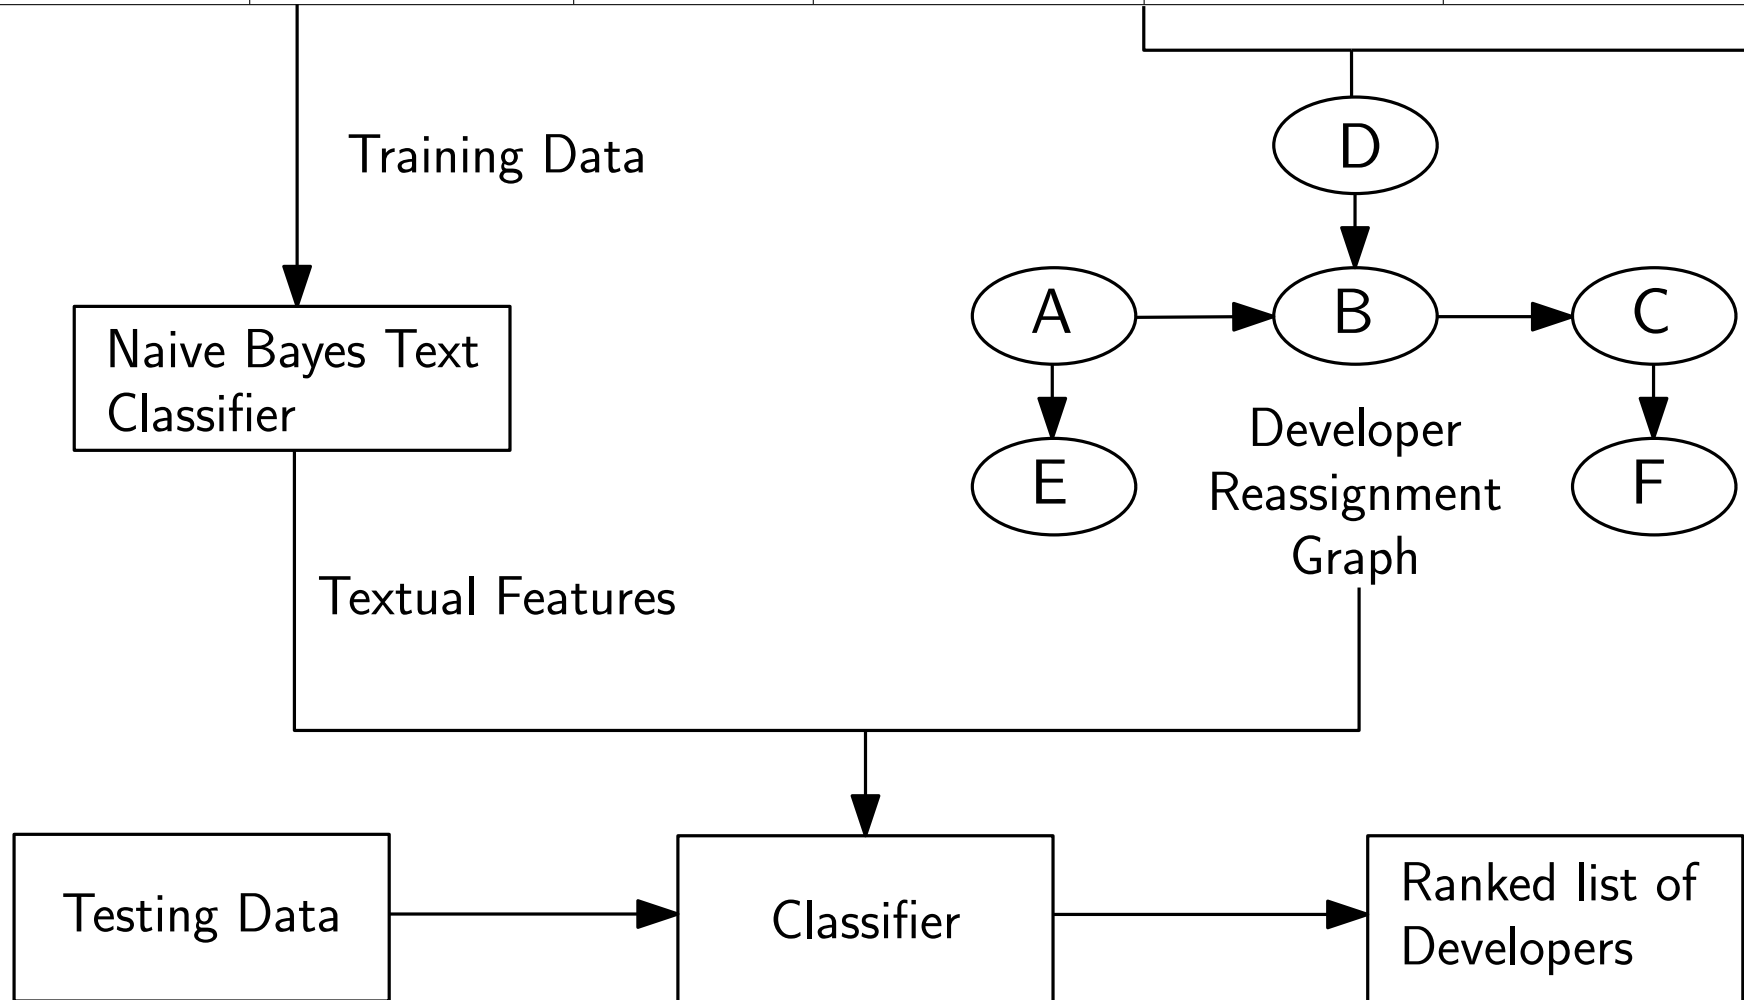 Training Data
D
A
B
C
Naive Bayes Text
Classifier
Developer
Reassignment
Graph
E
F
Textual Features
Testing Data
Classifier
Ranked list of
Developers